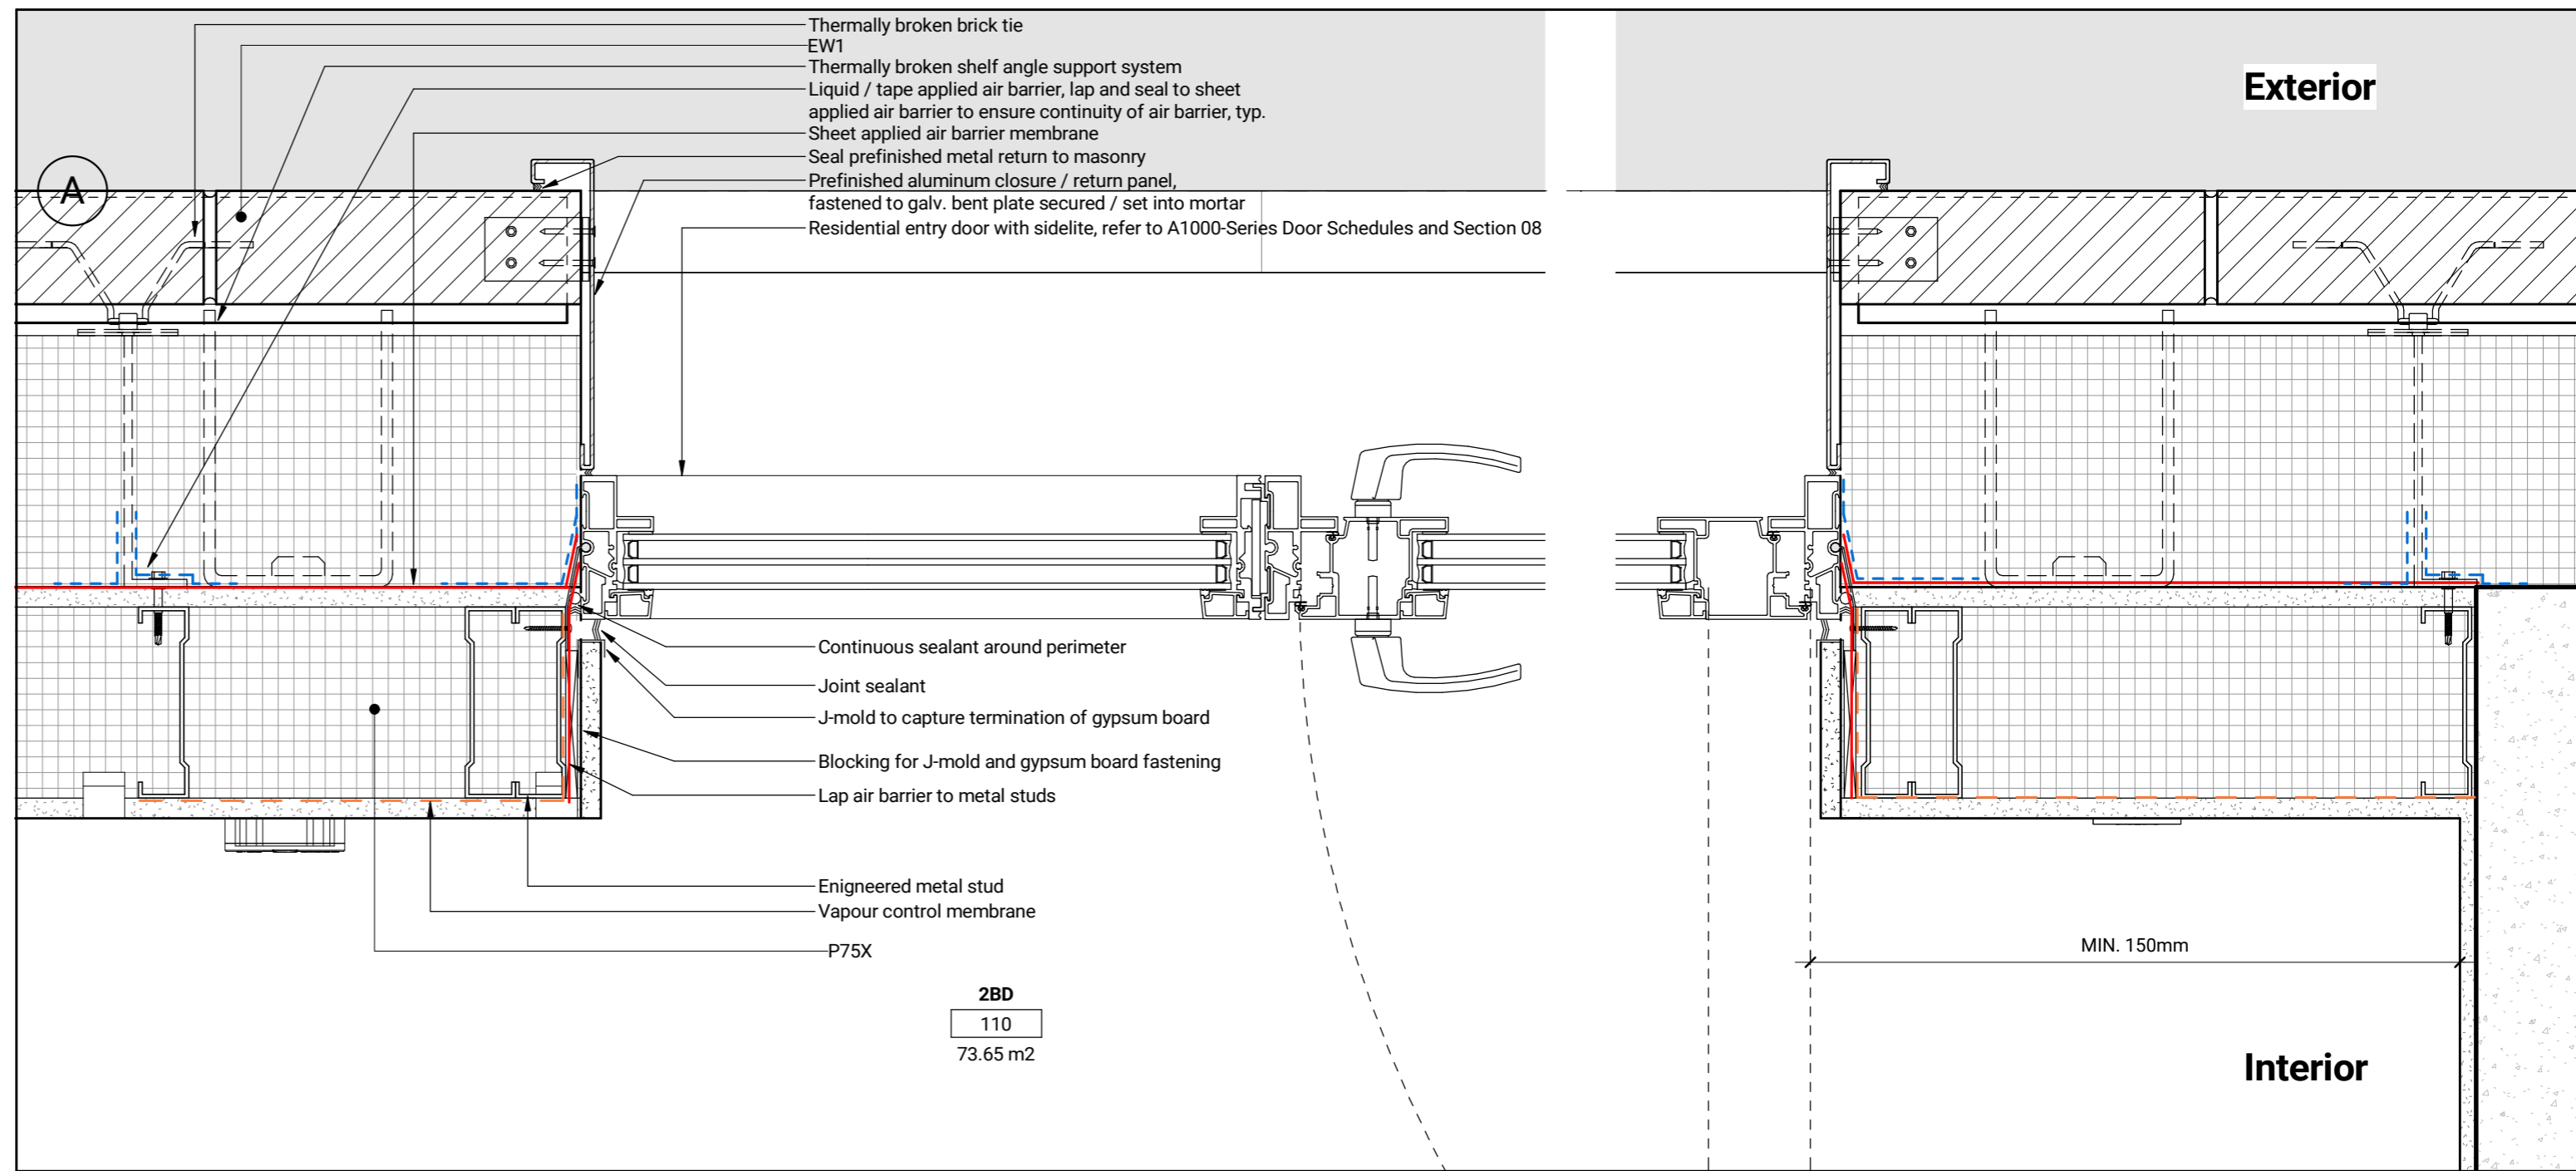 Thermally broken brick tie
EW1
Thermally broken shelf angle support system
Liquid / tape applied air barrier, lap and seal to sheet
applied air barrier to ensure continuity of air barrier, typ.
Sheet applied air barrier membrane
Seal prefinished metal return to masonry
Prefinished aluminum closure / return panel,
fastened to galv. bent plate secured / set into mortar
Residential entry door with sidelite, refer to A1000-Series Door Schedules and Section 08
Exterior
A
Continuous sealant around perimeter
Joint sealant
J-mold to capture termination of gypsum board
Blocking for J-mold and gypsum board fastening
Lap air barrier to metal studs
Enigneered metal stud
Vapour control membrane
P75X
MIN. 150mm
2BD
110
73.65 m2
Interior